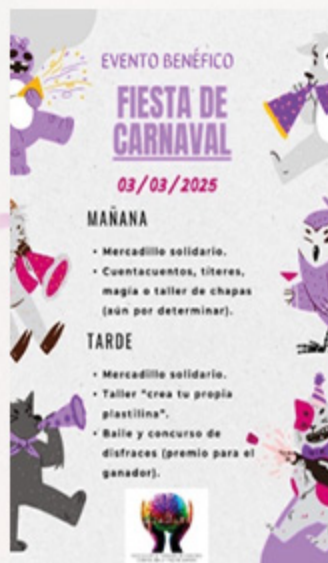 EVENTO BENÉFICO
FIESTA DE
CARNAVAL
03/03/2025
MAÑANA
• Mercadillo solidario.
• Cuentacuentos, títeres,
magia o taller de chapas
(aún por determinar).
TARDE
• Mercadillo solidario.
• Taller "crea tu propia
plastilina".
• Baile y concurso de
disfraces (premio para el
ganador).